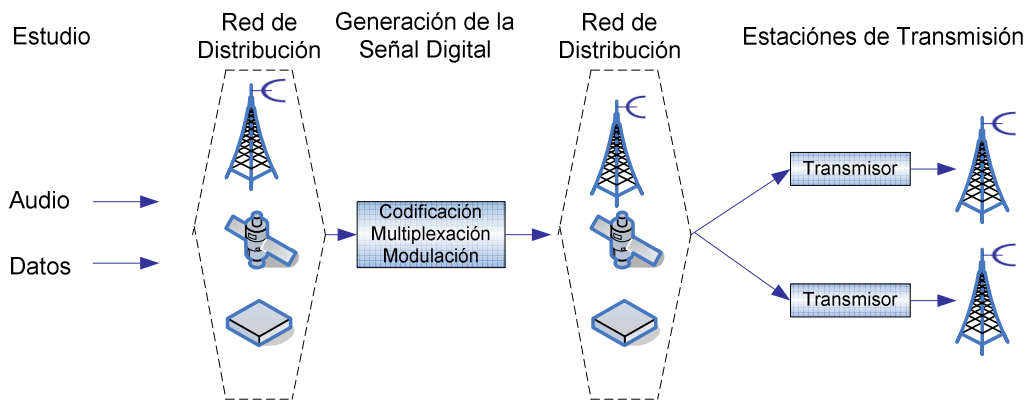 Estudio
Red de
Distribución
Generación de la
Señal Digital
Red de
Distribución
Estaciónes de Transmisión
Audio
Datos
Codificación
Multiplexación
Modulación
Transmisor
Transmisor